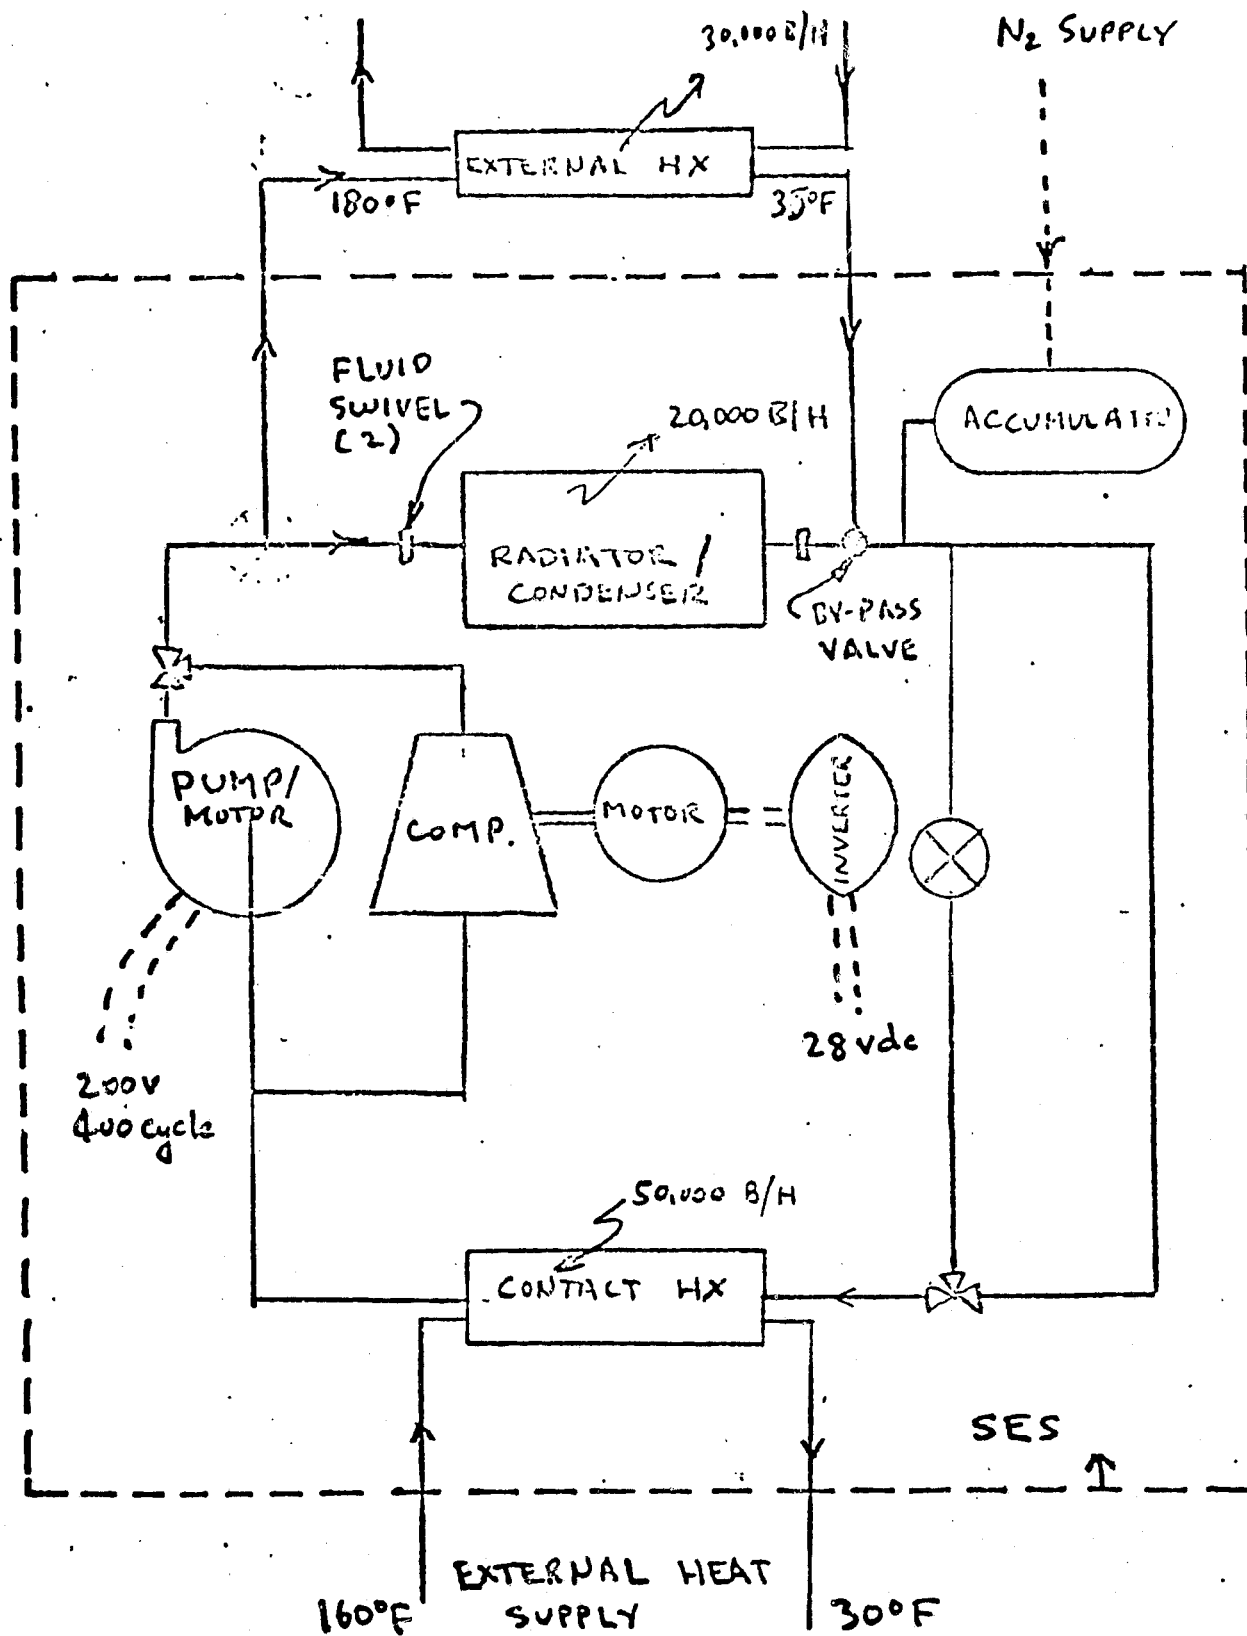 30,000 B/H
N₂ SUPPLY
EXTERNAL HX
180°F
35°F
FLUID
SWIVEL
(2)
20,000 B/H
ACCUMULATOR
RADIATOR /
CONDENSER
BY-PASS
VALVE
PUMP/
MOTOR
COMP.
MOTOR
INVERTER
28 vdc
200V
400 cycle
50,000 B/H
CONTACT HX
SES
EXTERNAL HEAT
SUPPLY
160°F
30°F